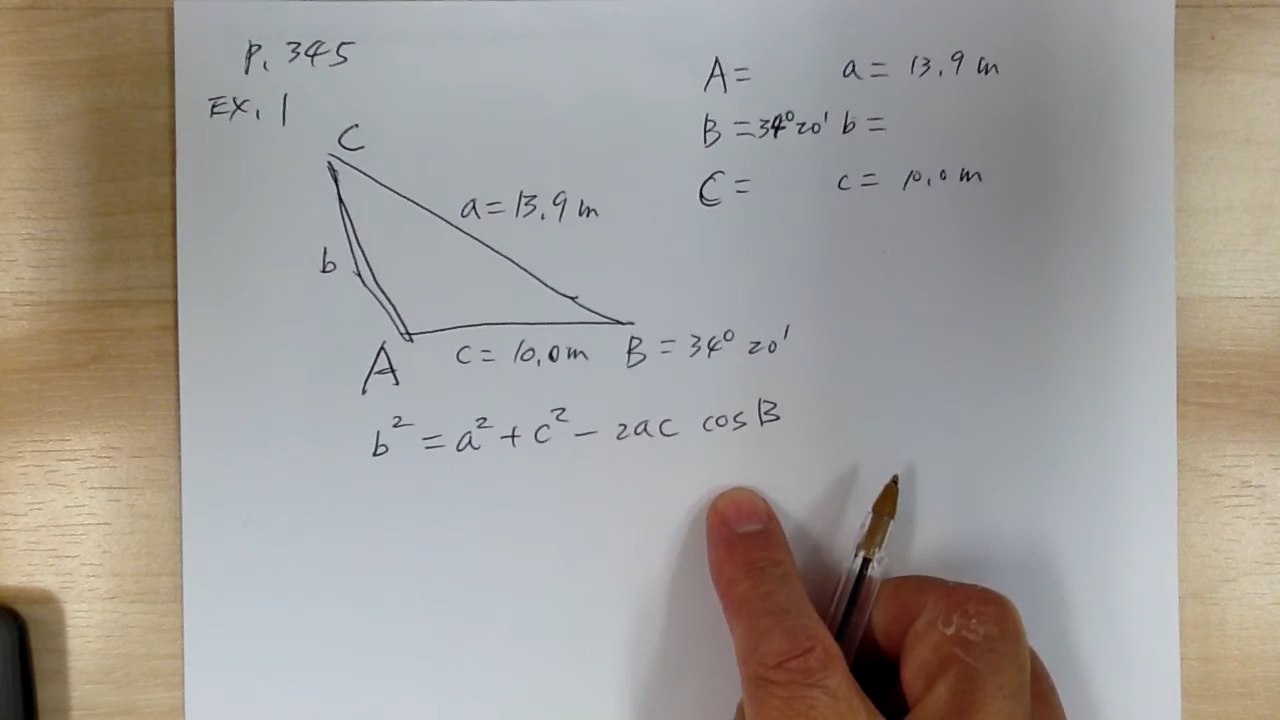 P. 345
EX. 1
A = a = 13.9 m
B = 34° 20' b =
C = c = 10.0 m
C
a = 13.9 m
b
A
c = 10.0 m B = 34° 20'
b² = a² + c² - 2ac cos B